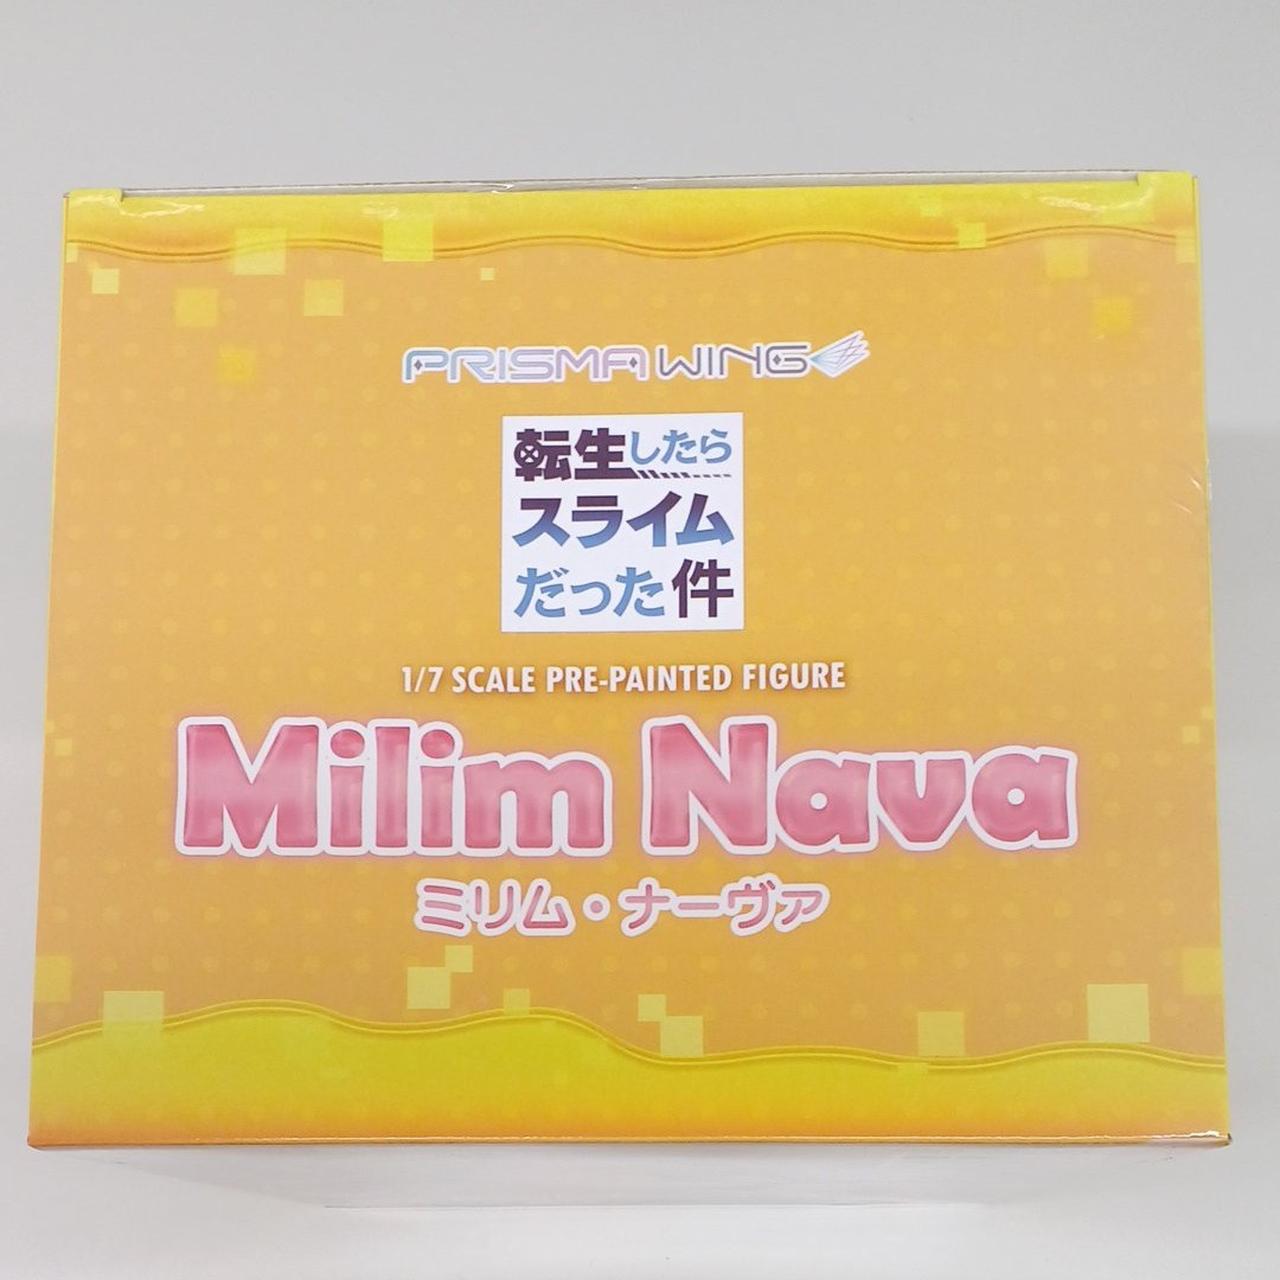 PRISMA WING
転生したら
スライム
だった件
1/7 SCALE PRE-PAINTED FIGURE
Milim Nava
ミリム・ナーヴァ